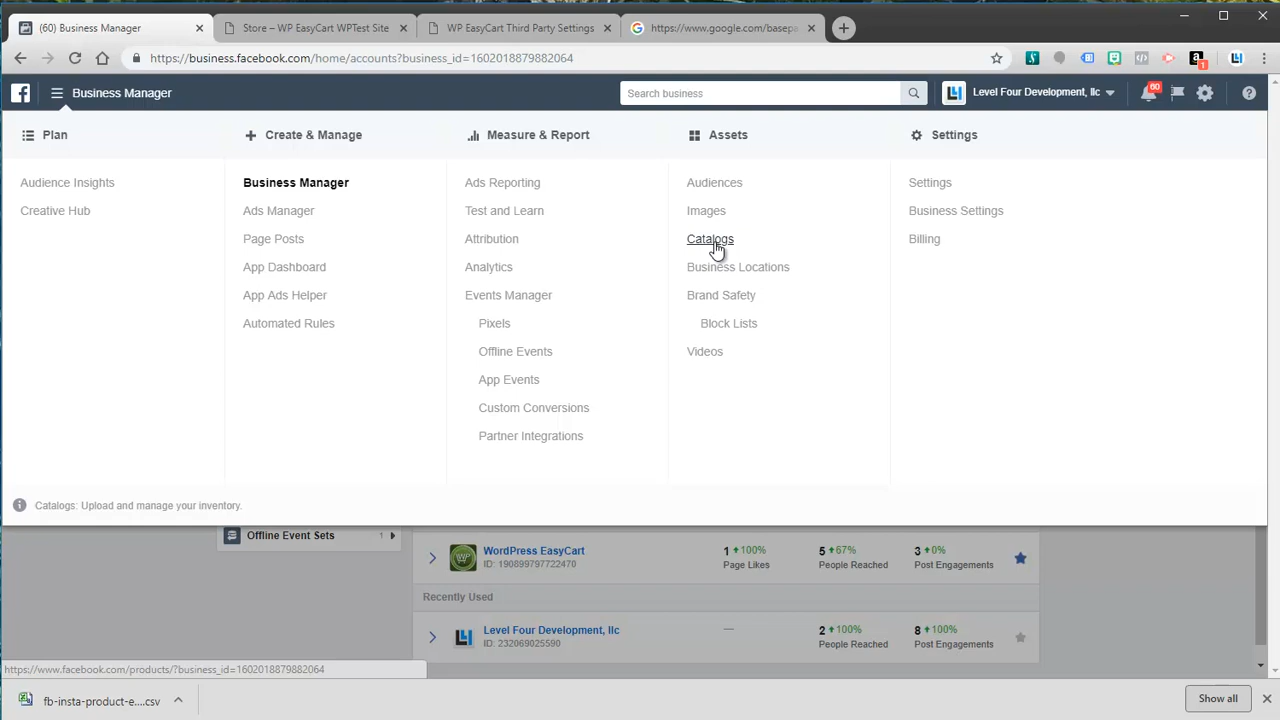 (60) Business Manager
Store – WP EasyCart WPTest Site
WP EasyCart Third Party Settings
https://www.google.com/basepa
https://business.facebook.com/home/accounts?business_id=1602018879882064
1
Business Manager
Search business
Level Four Development, llc
60
Plan
Create & Manage
Measure & Report
Assets
Settings
Audience Insights
Creative Hub
Business Manager
Ads Manager
Page Posts
App Dashboard
App Ads Helper
Automated Rules
Ads Reporting
Test and Learn
Attribution
Analytics
Events Manager
Pixels
Offline Events
App Events
Custom Conversions
Partner Integrations
Audiences
Images
Catalogs
Business Locations
Brand Safety
Block Lists
Videos
Settings
Business Settings
Billing
Catalogs: Upload and manage your inventory.
Offline Event Sets 1
WordPress EasyCart
ID: 190899797722470
1 100%
Page Likes
5 67%
People Reached
3 0%
Post Engagements
Recently Used
Level Four Development, llc
ID: 232069025590
—
2 100%
People Reached
8 100%
Post Engagements
https://www.facebook.com/products/?business_id=1602018879882064
fb-insta-product-e....csv
Show all